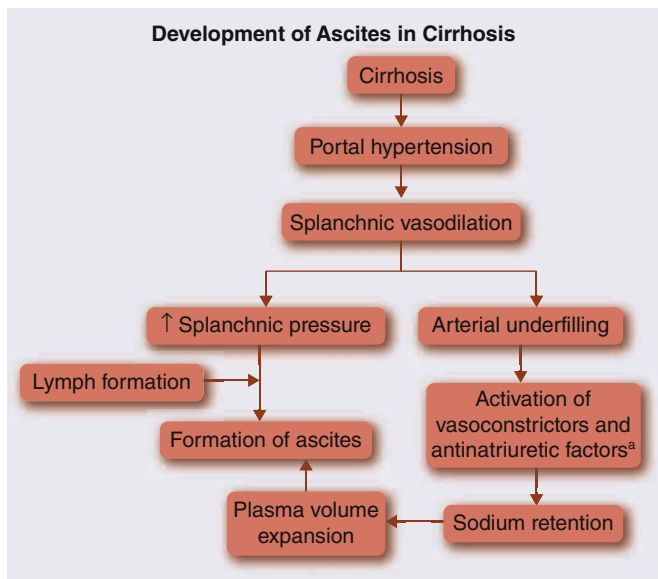 Development of Ascites in Cirrhosis
Cirrhosis
Portal hypertension
Splanchnic vasodilation
↑ Splanchnic pressure
Arterial underfilling
Lymph formation
Activation of
vasoconstrictors and
antinatriuretic factorsᵃ
Formation of ascites
Plasma volume
expansion
Sodium retention